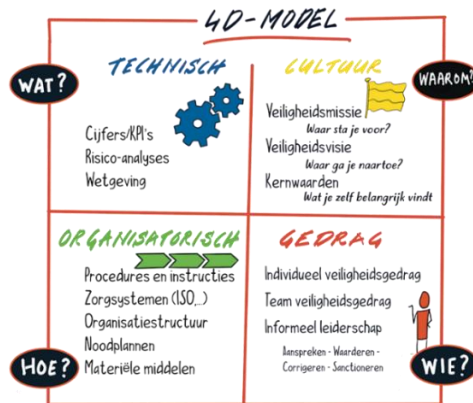 4D-MODEL
WAT?
TECHNISCH
Cijfers/KPI's
Risico-analyses
Wetgeving
CULTUUR
WAAROM?
Veiligheidsmissie
Waar sta je voor?
Veiligheidsvisie
Waar ga je naartoe?
Kernwaarden
Wat je zelf belangrijk vindt
ORGANISATORISCH
Procedures en instructies
Zorgsystemen (ISO,..)
Organisatiestructuur
Noodplannen
Materiële middelen
HOE?
GEDRAG
Individueel veiligheidsgedrag
Team veiligheidsgedrag
Informeel leiderschap
Aanspreken - Waarderen -
Corrigeren - Sanctioneren
WIE?